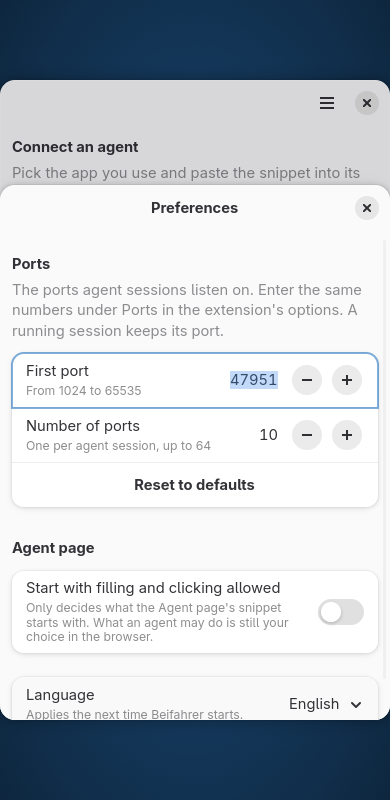 Connect an agent
Pick the app you use and paste the snippet into its
Preferences
Ports
The ports agent sessions listen on. Enter the same
numbers under Ports in the extension's options. A
running session keeps its port.
First port
From 1024 to 65535
47951
Number of ports
One per agent session, up to 64
10
Reset to defaults
Agent page
Start with filling and clicking allowed
Only decides what the Agent page's snippet
starts with. What an agent may do is still your
choice in the browser.
Language
Applies the next time Beifahrer starts.
English